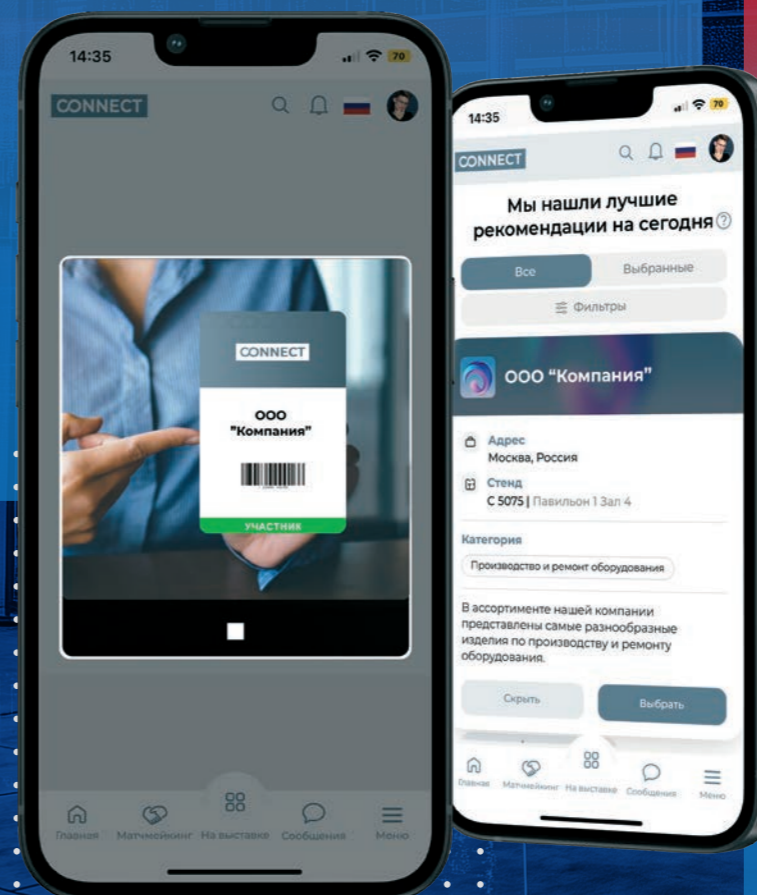 14:35
70
CONNECT
CONNECT
ООО
"Компания"
УЧАСТНИК
Главная
Матчмейкинг
На выставке
Сообщения
Меню
14:35
70
CONNECT
Мы нашли лучшие
рекомендации на сегодня
?
Все
Выбранные
Фильтры
ООО “Компания”
Адрес
Москва, Россия
Стенд
С 5075 | Павильон 1 Зал 4
Категория
Производство и ремонт оборудования
В ассортименте нашей компании
представлены самые разнообразные
изделия по производству и ремонту
оборудования.
Скрыть
Выбрать
Главная
Матчмейкинг
На выставке
Сообщения
Меню